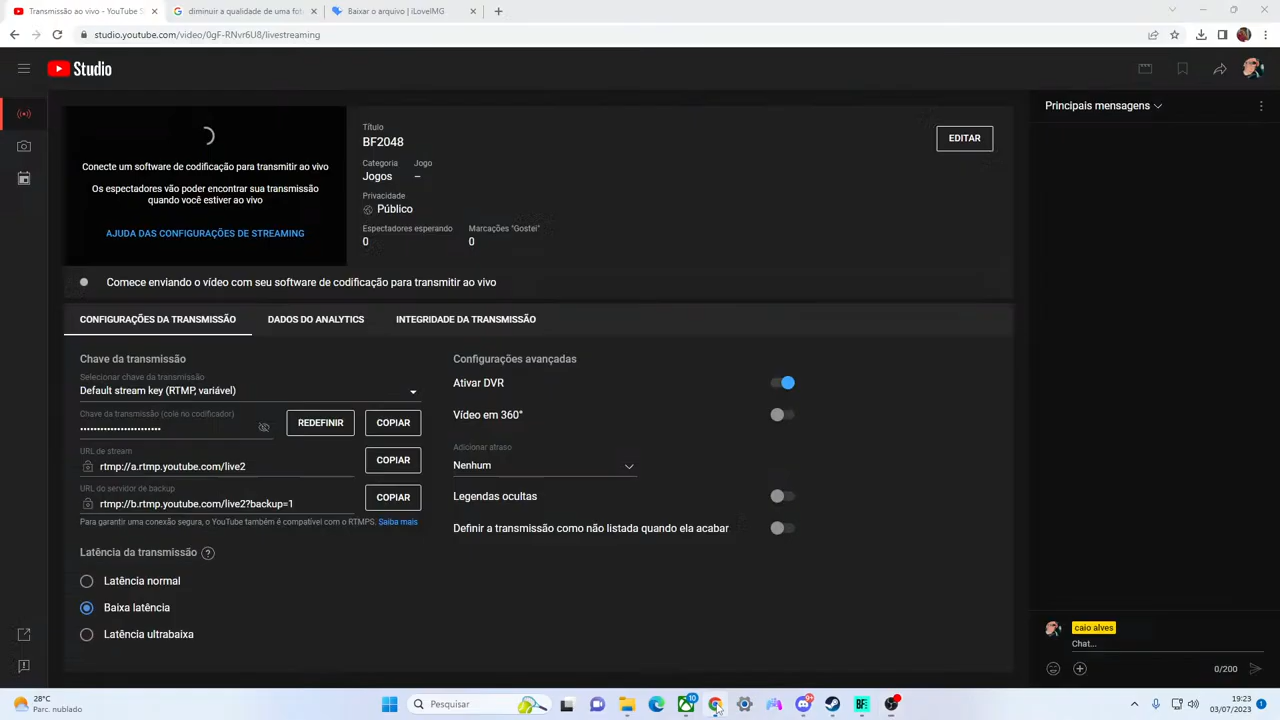 Transmissão ao vivo - YouTube S
diminuir a qualidade de uma fot
Baixar o arquivo | iLoveIMG
studio.youtube.com/video/0gF-RNvr6U8/livestreaming
Studio
Conecte um software de codificação para transmitir ao vivo
Os espectadores vão poder encontrar sua transmissão
quando você estiver ao vivo
AJUDA DAS CONFIGURAÇÕES DE STREAMING
Título
BF2048
Categoria
Jogo
Jogos
–
Privacidade
Público
Espectadores esperando
Marcações "Gostei"
0
0
EDITAR
Principais mensagens
Comece enviando o vídeo com seu software de codificação para transmitir ao vivo
CONFIGURAÇÕES DA TRANSMISSÃO
DADOS DO ANALYTICS
INTEGRIDADE DA TRANSMISSÃO
Chave da transmissão
Selecionar chave da transmissão
Default stream key (RTMP, variável)
Chave da transmissão (cole no codificador)
REDEFINIR
COPIAR
URL de stream
rtmp://a.rtmp.youtube.com/live2
COPIAR
URL do servidor de backup
rtmp://b.rtmp.youtube.com/live2?backup=1
COPIAR
Para garantir uma conexão segura, o YouTube também é compatível com o RTMPS. Saiba mais
Latência da transmissão ?
Latência normal
Baixa latência
Latência ultrabaixa
Configurações avançadas
Ativar DVR
Vídeo em 360°
Adicionar atraso
Nenhum
Legendas ocultas
Definir a transmissão como não listada quando ela acabar
caio alves
Chat...
0/200
28°C
Parc. nublado
Pesquisar
10
9+
BF
19:23
03/07/2023
1